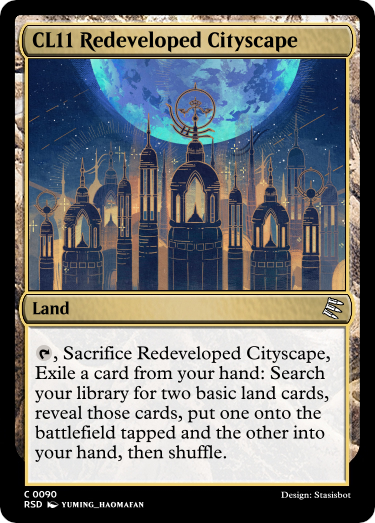 CL11 Redeveloped Cityscape
Land
, Sacrifice Redeveloped Cityscape,
Exile a card from your hand: Search
your library for two basic land cards,
reveal those cards, put one onto the
battlefield tapped and the other into
your hand, then shuffle.
C 0090
RSD YUMING_HAOMAFAN
Design: Stasisbot